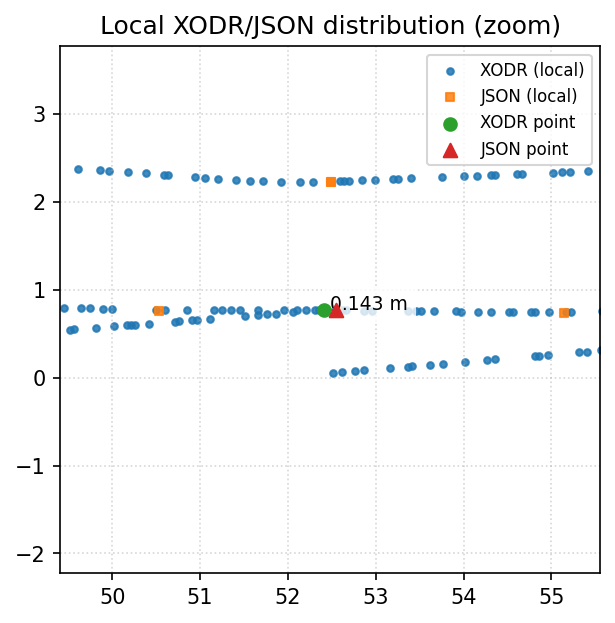 Local XODR/JSON distribution (zoom)
XODR (local)
JSON (local)
XODR point
JSON point
3
2
1
0
−1
−2
0.143 m
50
51
52
53
54
55